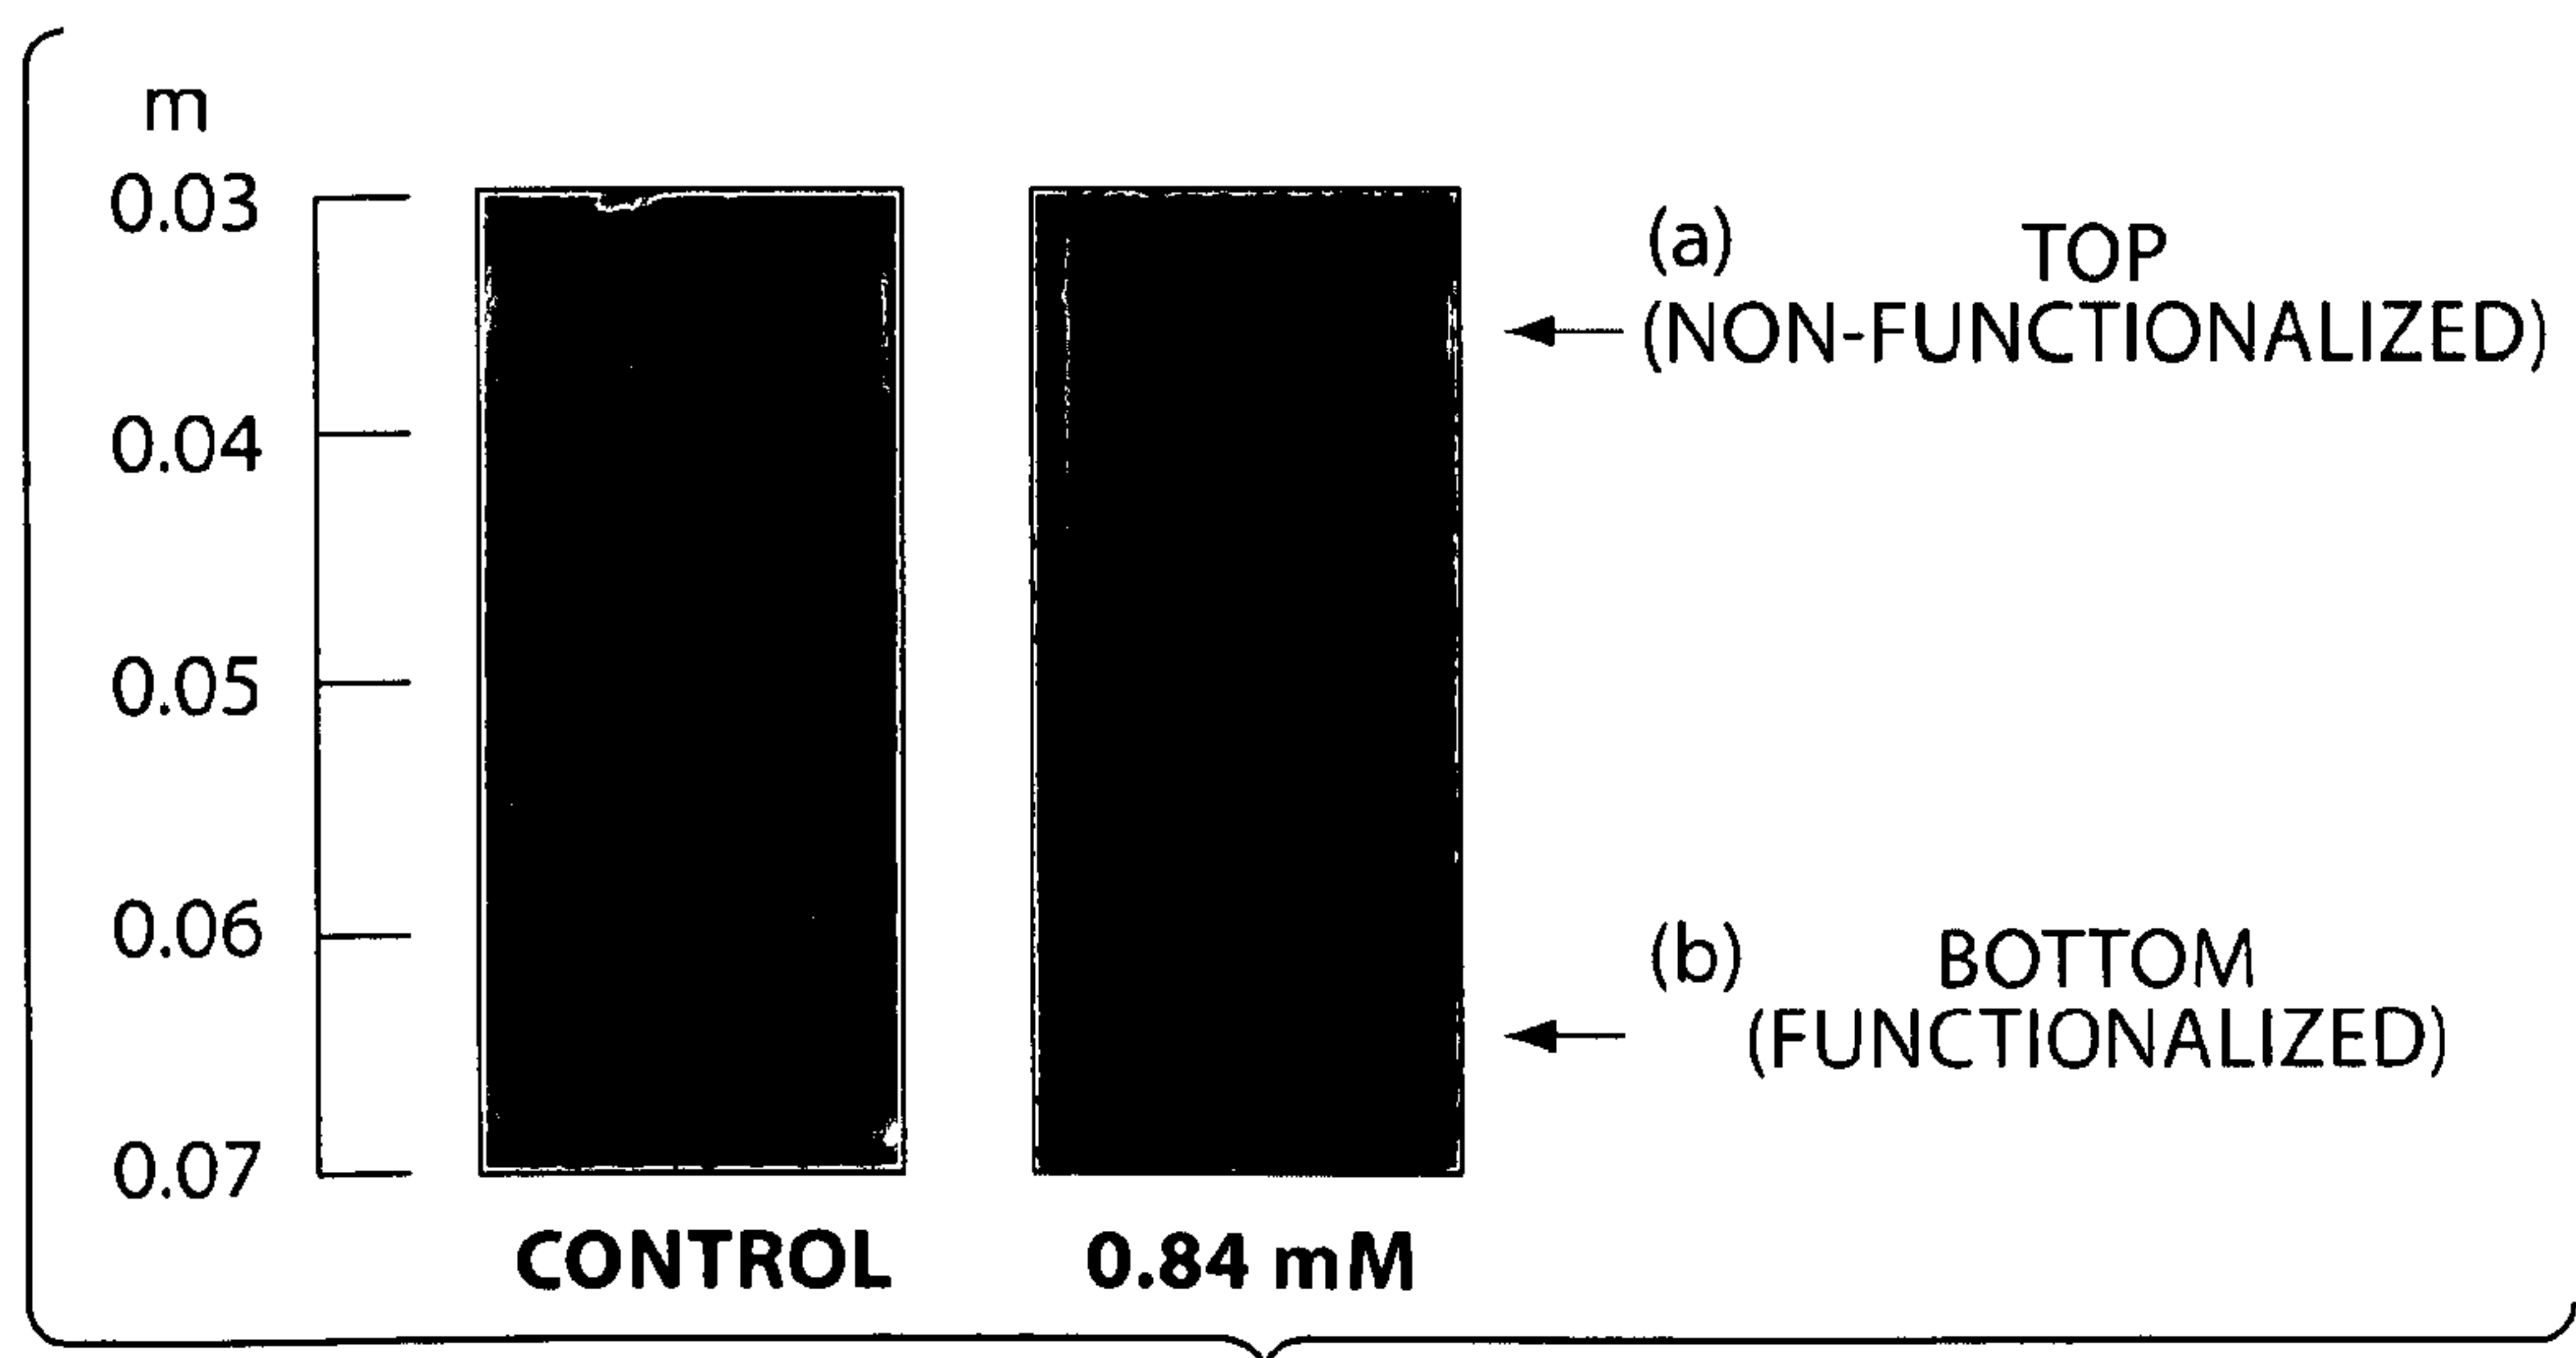 m
0.03
0.04
0.05
0.06
0.07
(a) TOP
(NON-FUNCTIONALIZED)
(b) BOTTOM
(FUNCTIONALIZED)
CONTROL
0.84 mM